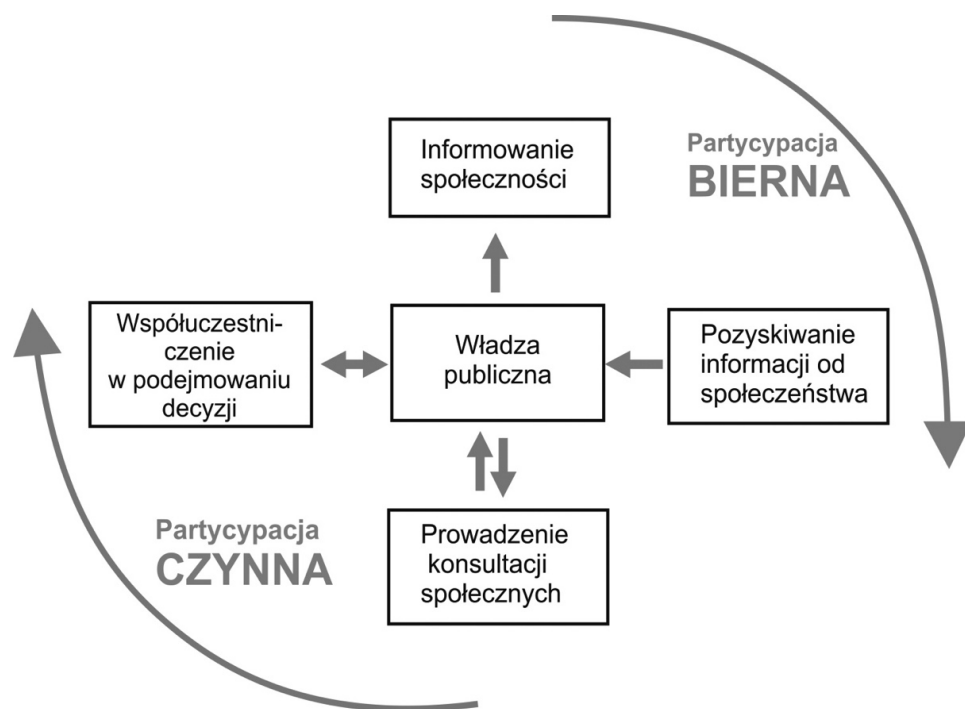 Informowanie
społeczności
Partycypacja
BIERNA
Współuczestni-
czenie
w podejmowaniu
decyzji
Władza
publiczna
Pozyskiwanie
informacji od
społeczeństwa
Partycypacja
CZYNNA
Prowadzenie
konsultacji
społecznych